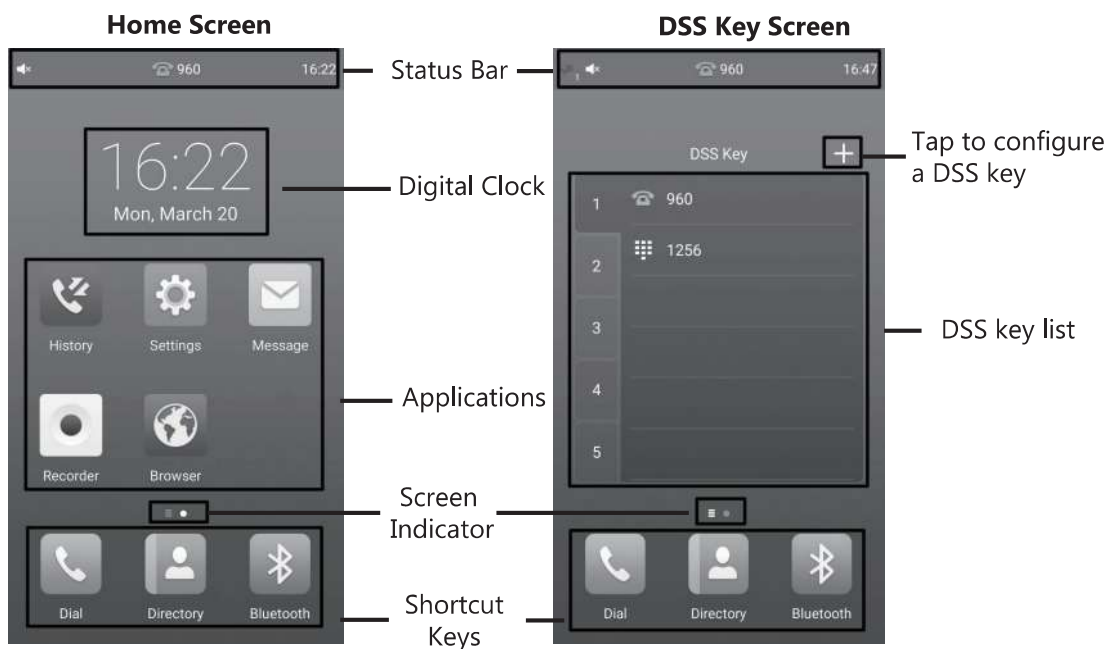 Home Screen
DSS Key Screen
960
16:22
Status Bar
1
960
16:47
16:22
Mon, March 20
Digital Clock
DSS Key
Tap to configure
a DSS key
History
Settings
Message
Recorder
Browser
Applications
1
960
2
1256
3
4
5
DSS key list
Screen
Indicator
Dial
Directory
Bluetooth
Shortcut
Keys
Dial
Directory
Bluetooth